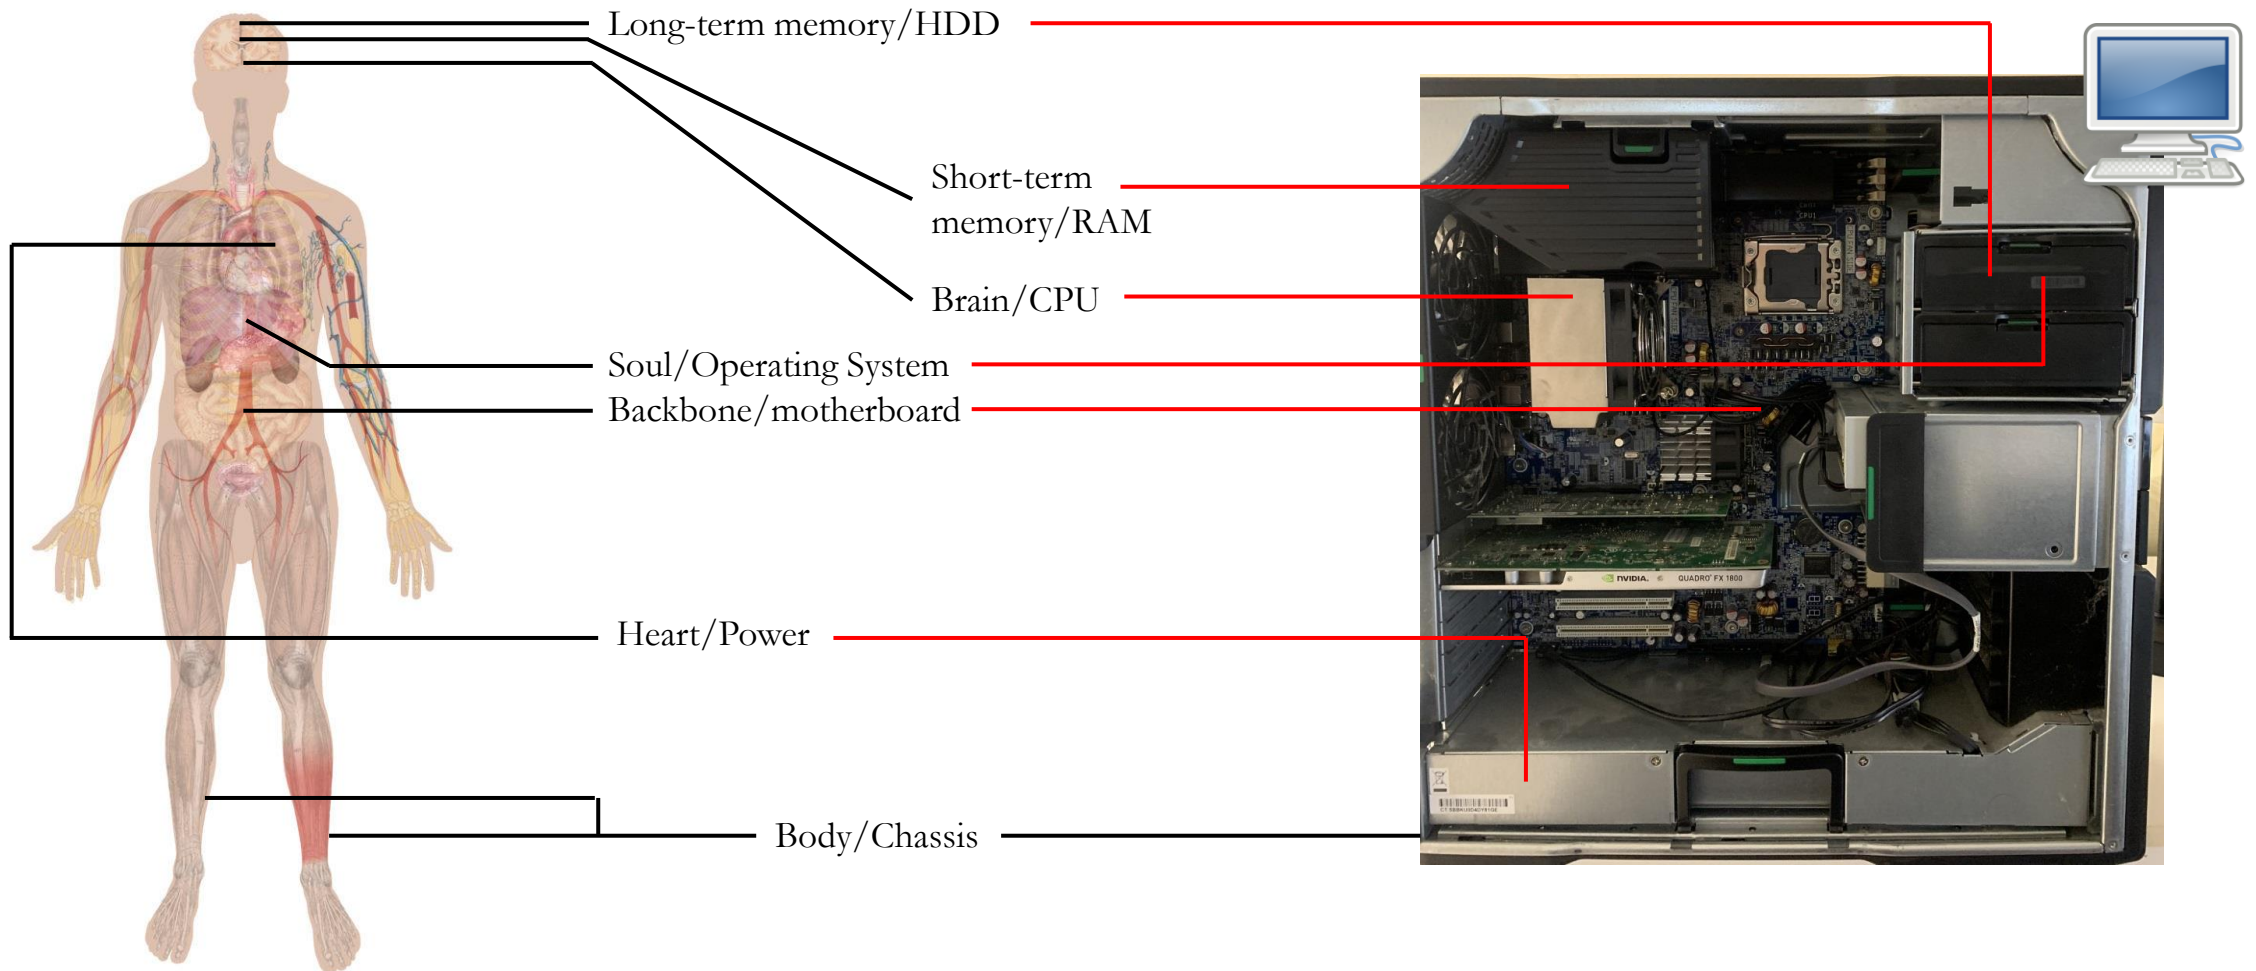 Long-term memory/HDD
Short-term
memory/RAM
Brain/CPU
Soul/Operating System
Backbone/motherboard
Heart/Power
Body/Chassis
CPU1
NVIDIA. QUADRO FX 1800